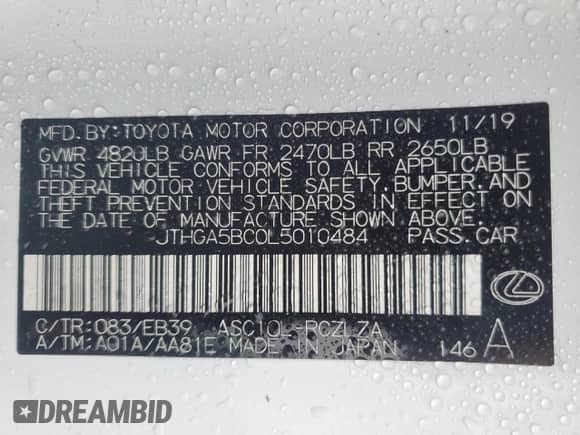 MFD.BY:TOYOTA MOTOR CORPORATION 11/19
GVWR 4820LB GAWR FR 2470LB RR 2650LB
THIS VEHICLE CONFORMS TO ALL APPLICABLE
FEDERAL MOTOR VEHICLE SAFETY,BUMPER,AND
THEFT PREVENTION STANDARDS IN EFFECT ON
THE DATE OF MANUFACTURE SHOWN ABOVE.
JTHGA5BC0L5010484 PASS.CAR
C/TR:083/EB39 ASC10L-RCZLZA
A/TM:A01A/AA81E MADE IN JAPAN 146 A
DREAMBID